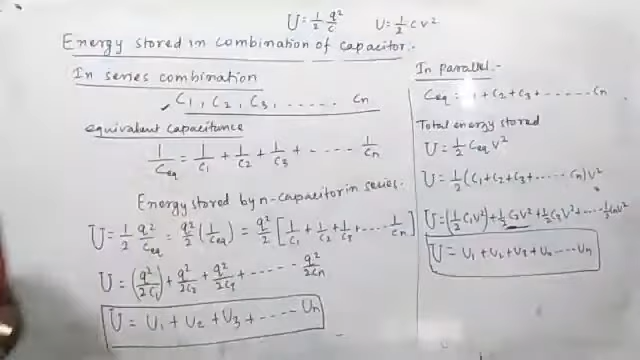 U = 1/2 q²/C    U = 1/2 CV²
Energy stored in combination of capacitor:-
In series combination
C₁, C₂, C₃, ...... Cn
equivalent capacitance
1/Ceq = 1/C₁ + 1/C₂ + 1/C₃ + ---- 1/Cn
Energy stored by n-capacitor in series.
U = 1/2 q²/Ceq = q²/2 (1/Ceq) = q²/2 [1/C₁ + 1/C₂ + 1/C₃ + ---- 1/Cn]
U = (q²/2C₁) + q²/2C₂ + q²/2C₃ + ------ q²/2Cn
U = U₁ + U₂ + U₃ + ---- Un
In parallel:-
Ceq = C₁ + C₂ + C₃ + ...... Cn
Total energy stored
U = 1/2 Ceq V²
U = 1/2 (C₁ + C₂ + C₃ + ...... Cn) V²
U = (1/2 C₁V²) + 1/2 C₂V² + 1/2 C₃V² + ---- 1/2 CnV²
U = U₁ + U₂ + U₃ + U₄ ---- Un